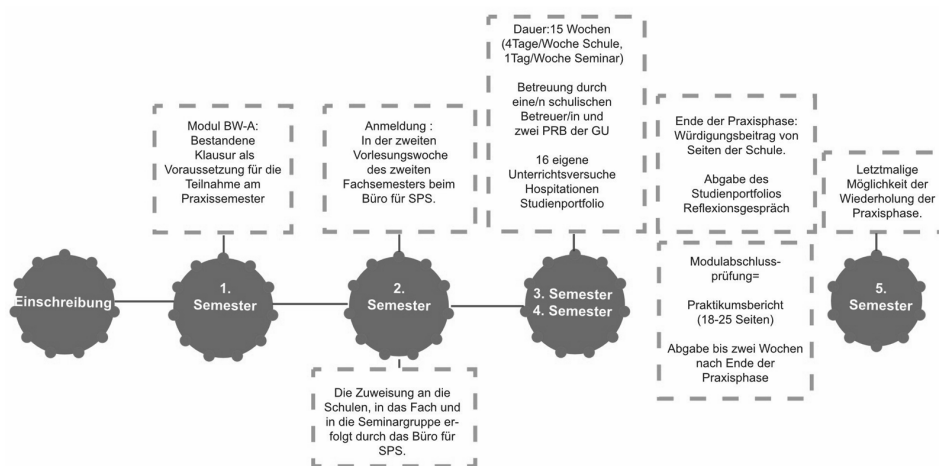 Einschreibung
Modul BW-A:
Bestandene
Klausur als
Voraussetzung für die
Teilnahme am
Praxissemester
1.
Semester
Anmeldung :
In der zweiten
Vorlesungswoche
des zweiten
Fachsemesters beim
Büro für SPS.
2.
Semester
Die Zuweisung an die
Schulen, in das Fach und
in die Seminargruppe er-
folgt durch das Büro für
SPS.
Dauer:15 Wochen
(4Tage/Woche Schule,
1Tag/Woche Seminar)
Betreuung durch
eine/n schulischen
Betreuer/in und
zwei PRB der GU
16 eigene
Unterrichtsversuche
Hospitationen
Studienportfolio
3. Semester
4. Semester
Ende der Praxisphase:
Würdigungsbeitrag von
Seiten der Schule.
Abgabe des
Studienportfolios
Reflexionsgespräch
Modulabschluss-
prüfung=
Praktikumsbericht
(18-25 Seiten)
Abgabe bis zwei Wochen
nach Ende der
Praxisphase
Letztmalige
Möglichkeit der
Wiederholung der
Praxisphase.
5.
Semester